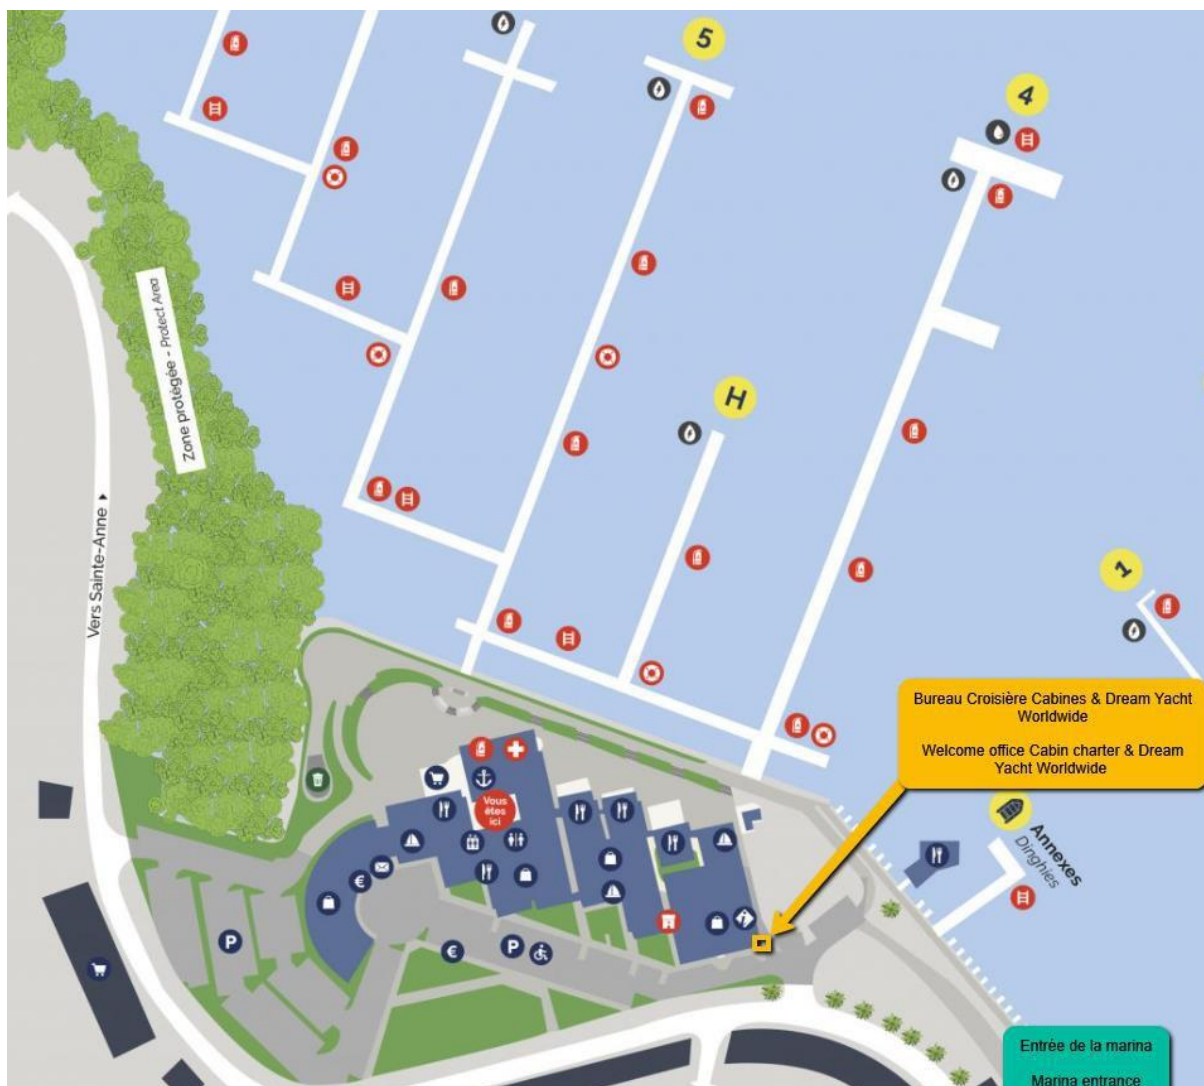 5
4
H
Zone protégée - Protect Area
Vers Sainte-Anne
1
Bureau Croisière Cabines & Dream Yacht
Worldwide
Welcome office Cabin charter & Dream
Yacht Worldwide
Vous
êtes
ici
Annexes
Dinghies
€
P
€
P
Entrée de la marina
Marina entrance